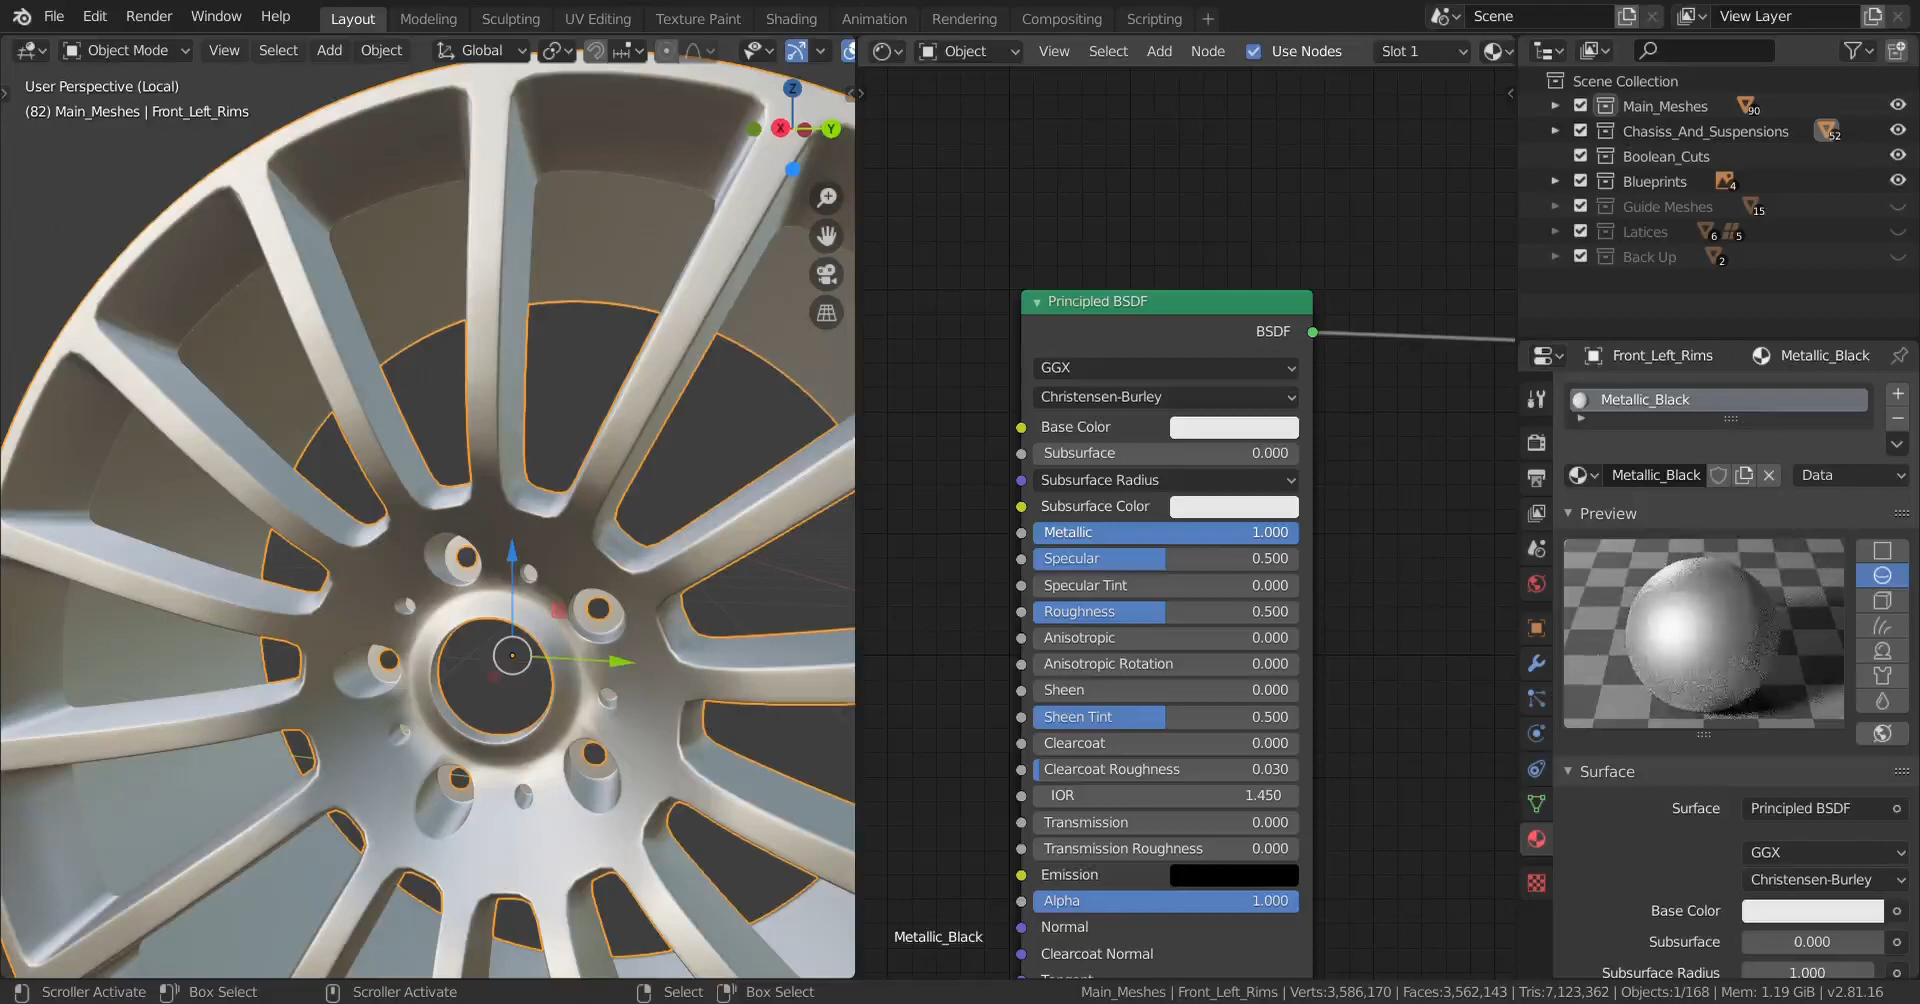 File Edit Render Window Help Layout Modeling Sculpting UV Editing Texture Paint Shading Animation Rendering Compositing Scripting + Scene View Layer
Object Mode View Select Add Object Global
Object View Select Add Node Use Nodes Slot 1
User Perspective (Local)
(82) Main_Meshes | Front_Left_Rims
Z
X
Y
Principled BSDF
BSDF
GGX
Christensen-Burley
Base Color
Subsurface 0.000
Subsurface Radius
Subsurface Color
Metallic 1.000
Specular 0.500
Specular Tint 0.000
Roughness 0.500
Anisotropic 0.000
Anisotropic Rotation 0.000
Sheen 0.000
Sheen Tint 0.500
Clearcoat 0.000
Clearcoat Roughness 0.030
IOR 1.450
Transmission 0.000
Transmission Roughness 0.000
Emission
Alpha 1.000
Normal
Clearcoat Normal
Tangent
Metallic_Black
Scene Collection
Main_Meshes 90
Chasiss_And_Suspensions 52
Boolean_Cuts
Blueprints 4
Guide Meshes 15
Latices 6 5
Back Up 2
Front_Left_Rims Metallic_Black
Metallic_Black
Metallic_Black Data
Preview
Surface
Surface Principled BSDF
GGX
Christensen-Burley
Base Color
Subsurface 0.000
Subsurface Radius 1.000
Scroller Activate Box Select Scroller Activate Select Box Select Main_Meshes | Front_Left_Rims | Verts:3,586,170 | Faces:3,562,143 | Tris:7,123,362 | Objects:1/168 | Mem: 1.19 GiB | v2.81.16